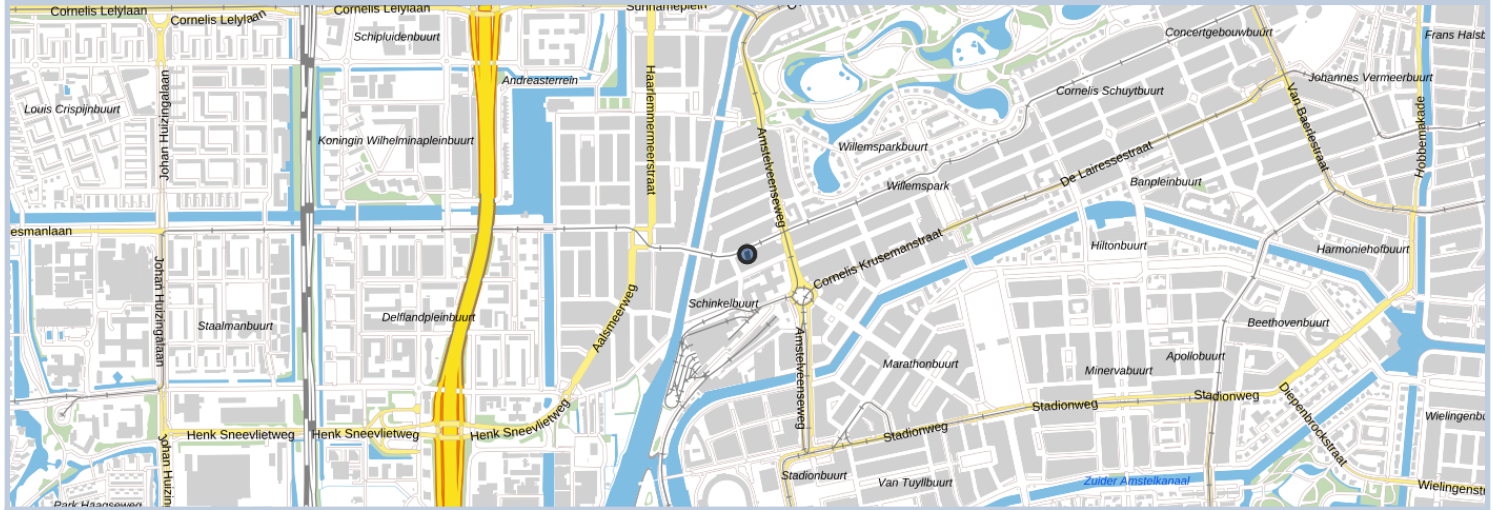 Cornelis Lelylaan
Cornelis Lelylaan
Cornelis Lelylaan
Surinameplein
Schipluidenbuurt
Concertgebouwbuurt
Frans Halsb
Andreasterrein
Haarlemmermeerstraat
Johannes Vermeerbuurt
Cornelis Schuytbuurt
Louis Crispijnbuurt
Johan Huizingalaan
Van Baerlestraat
Hobbemakade
Koningin Wilhelminapleinbuurt
Amstelveenseweg
Willemsparkbuurt
De Lairessestraat
Willemspark
Banpleinbuurt
esmanlaan
Cornelis Krusemanstraat
Hiltonbuurt
Harmoniehofbuurt
Johan Huizingalaan
Schinkelbuurt
Aalsmeerweg
Staalmanbuurt
Delflandpleinbuurt
Beethovenbuurt
Amstelveenseweg
Marathonbuurt
Apollobuurt
Minervabuurt
Stadionweg
Stadionweg
Diepenbrockstraat
Wielingenbu
Henk Sneevlietweg
Henk Sneevlietweg
Henk Sneevlietweg
Stadionweg
Johan Huizin
Stadionbuurt
Van Tuyllbuurt
Zuider Amstelkanaal
Wielingenstr
Park Haagseweg